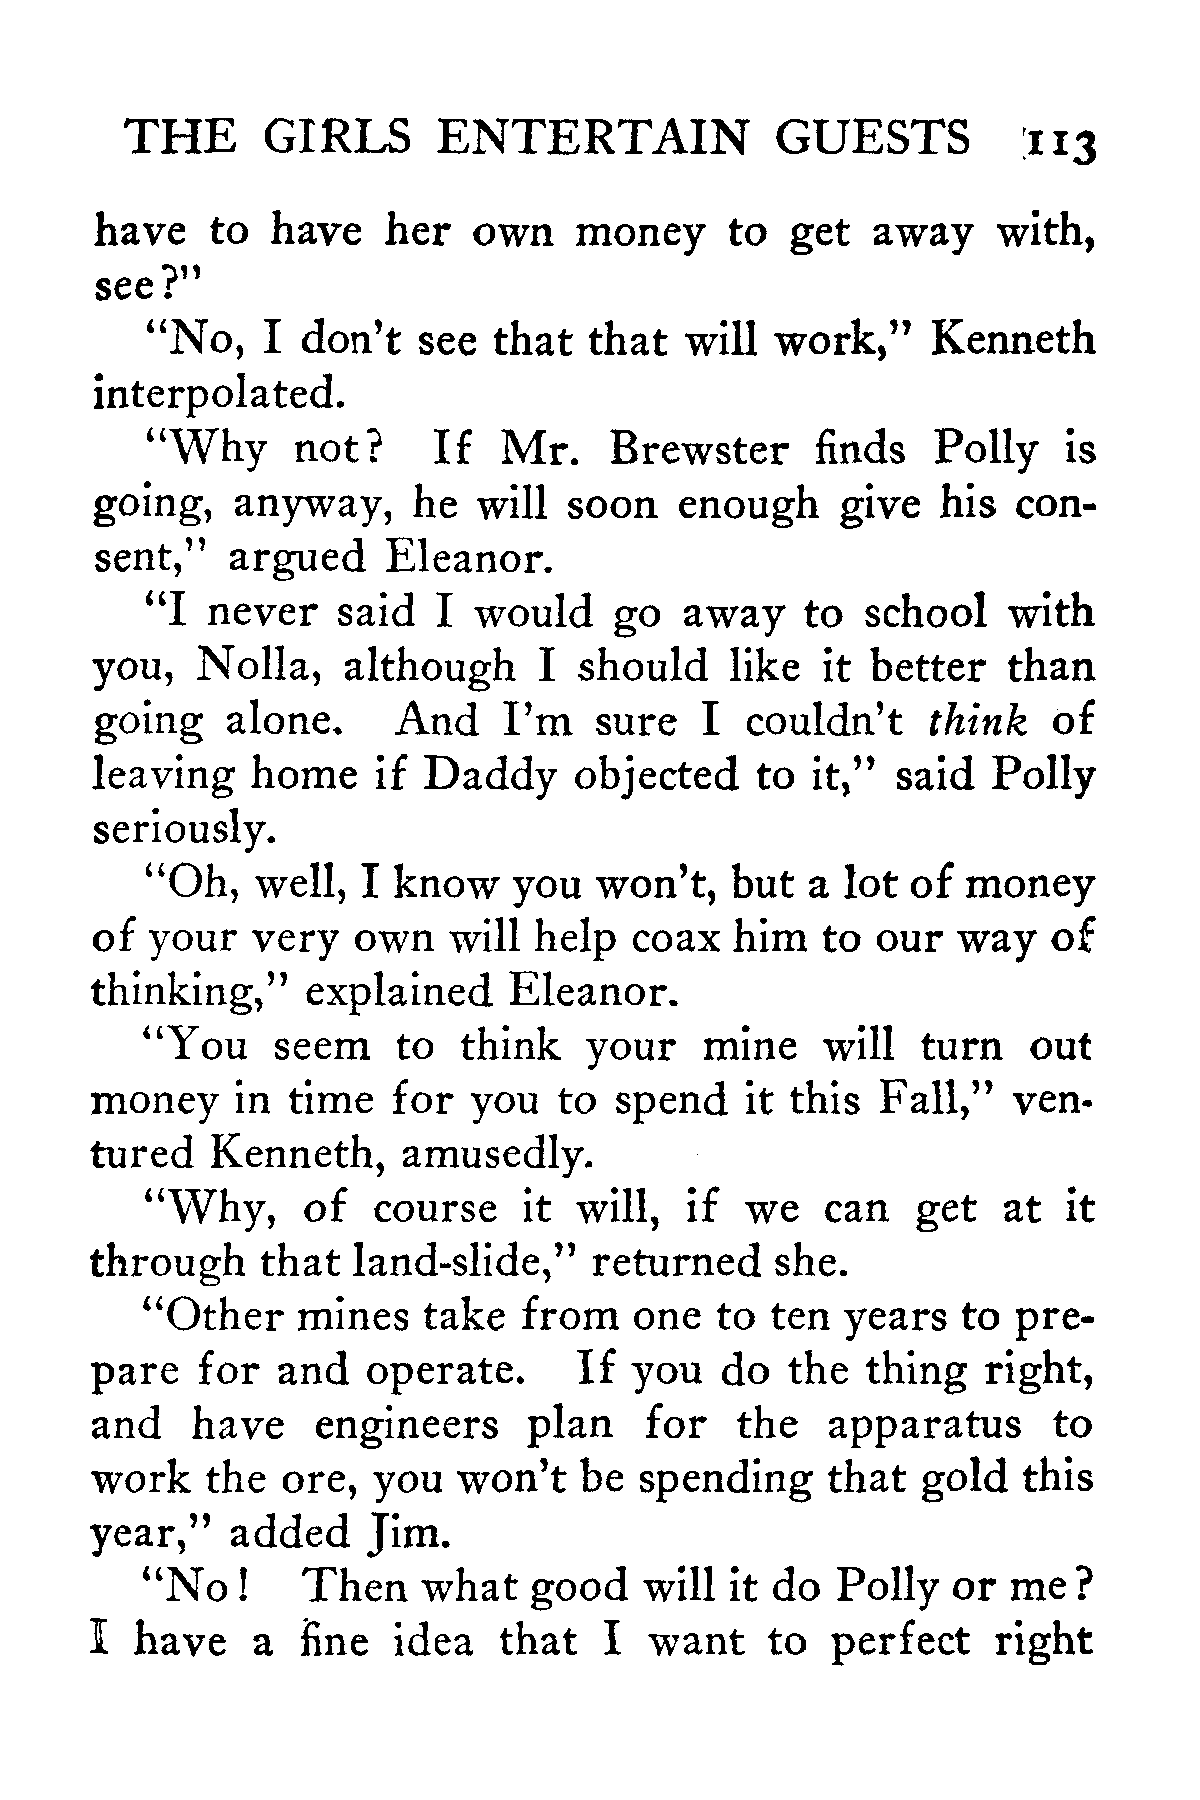 THE GIRLS ENTERTAIN GUESTS 113
have to have her own money to get away with,
see?"
"No, I don't see that that will work," Kenneth
interpolated.
"Why not? If Mr. Brewster finds Polly is
going, anyway, he will soon enough give his con-
sent," argued Eleanor.
"I never said I would go away to school with
you, Nolla, although I should like it better than
going alone. And I'm sure I couldn't think of
leaving home if Daddy objected to it," said Polly
seriously.
"Oh, well, I know you won't, but a lot of money
of your very own will help coax him to our way of
thinking," explained Eleanor.
"You seem to think your mine will turn out
money in time for you to spend it this Fall," ven-
tured Kenneth, amusedly.
"Why, of course it will, if we can get at it
through that land-slide," returned she.
"Other mines take from one to ten years to pre-
pare for and operate. If you do the thing right,
and have engineers plan for the apparatus to
work the ore, you won't be spending that gold this
year," added Jim.
"No! Then what good will it do Polly or me?
I have a fine idea that I want to perfect right